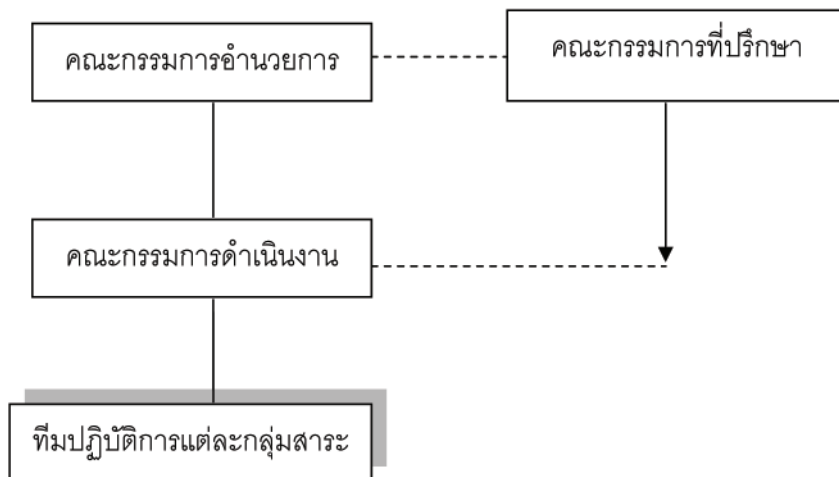 คณะกรรมการอำนวยการ
คณะกรรมการที่ปรึกษา
คณะกรรมการดำเนินงาน
ทีมปฏิบัติการแต่ละกลุ่มสาระ